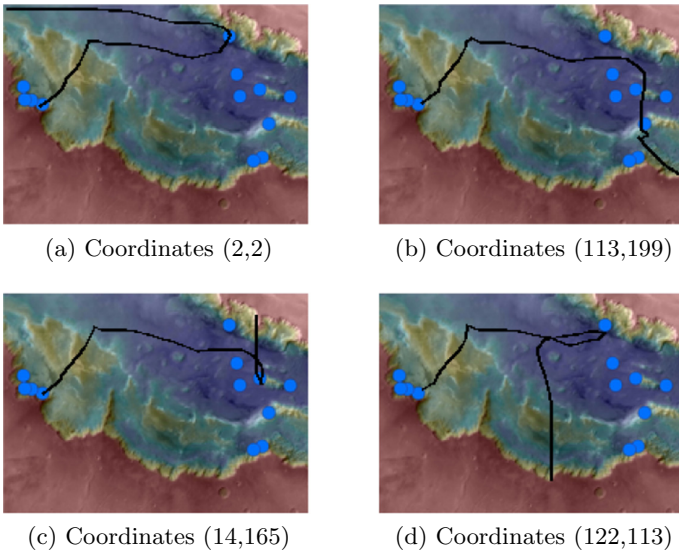 (a) Coordinates (2,2)
(b) Coordinates (113,199)
(c) Coordinates (14,165)
(d) Coordinates (122,113)